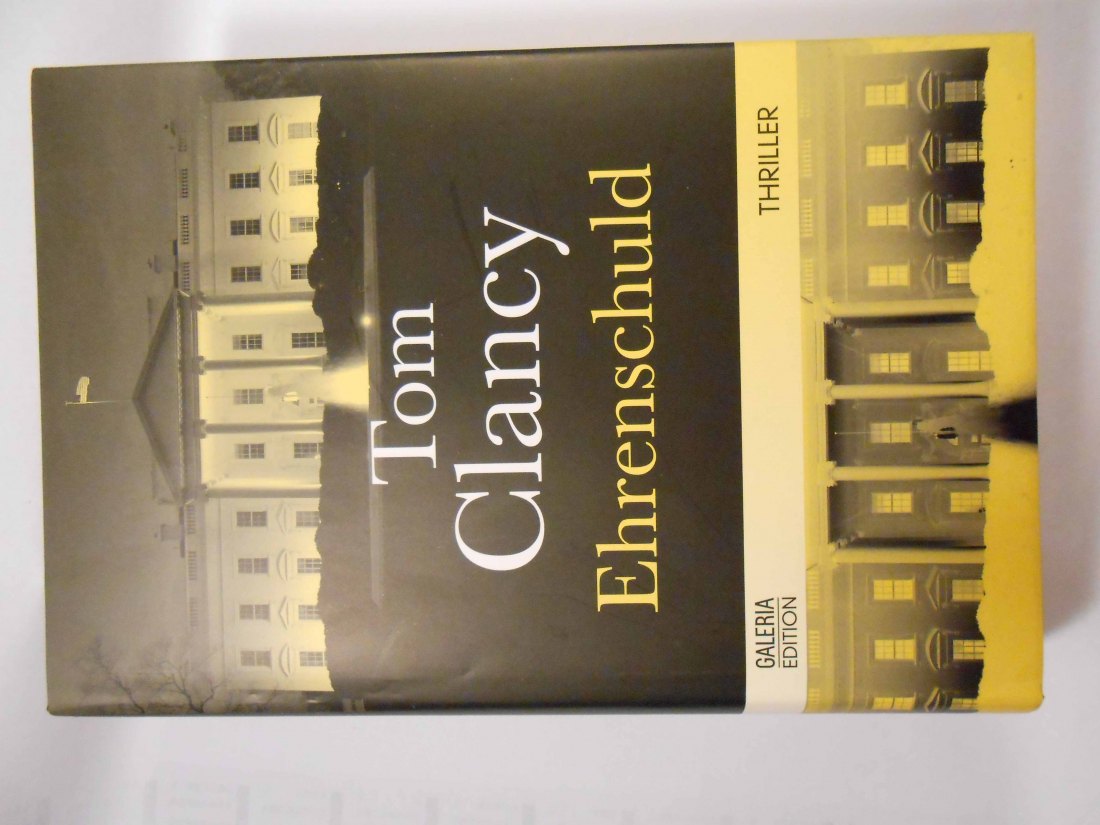 Tom
Clancy
Ehrenschuld
GALERIA
EDITION
THRILLER